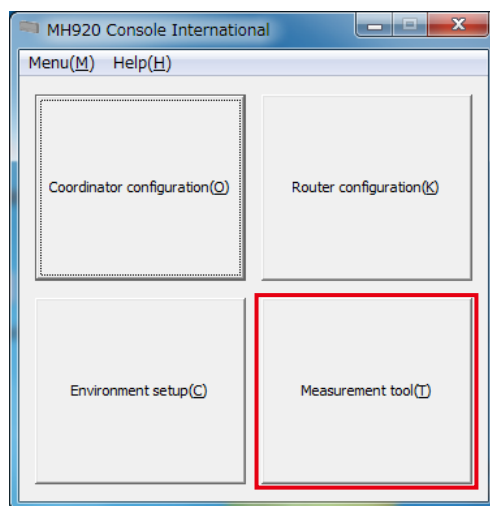 MH920 Console International
Menu(M) Help(H)
Coordinator configuration(O)
Router configuration(K)
Environment setup(C)
Measurement tool(T)